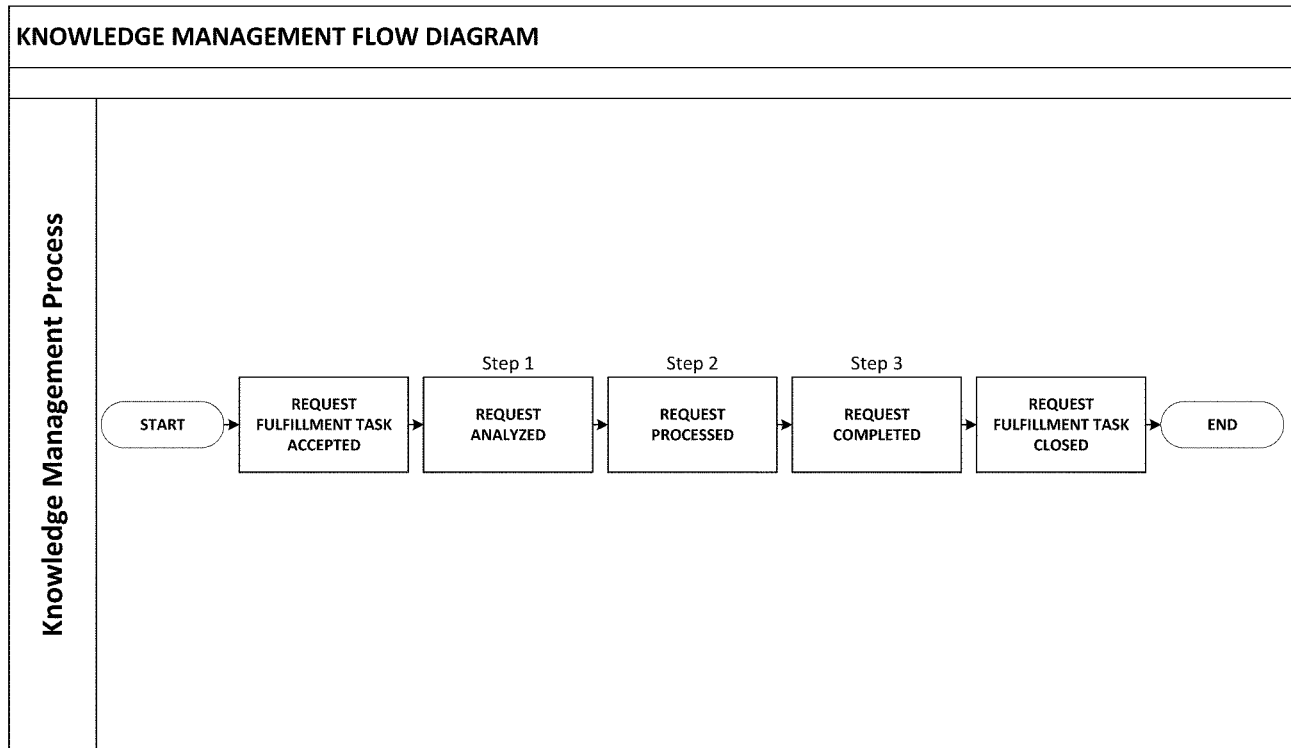 KNOWLEDGE MANAGEMENT FLOW DIAGRAM
Knowledge Management Process
START
REQUEST
FULFILLMENT TASK
ACCEPTED
Step 1
REQUEST
ANALYZED
Step 2
REQUEST
PROCESSED
Step 3
REQUEST
COMPLETED
REQUEST
FULFILLMENT TASK
CLOSED
END